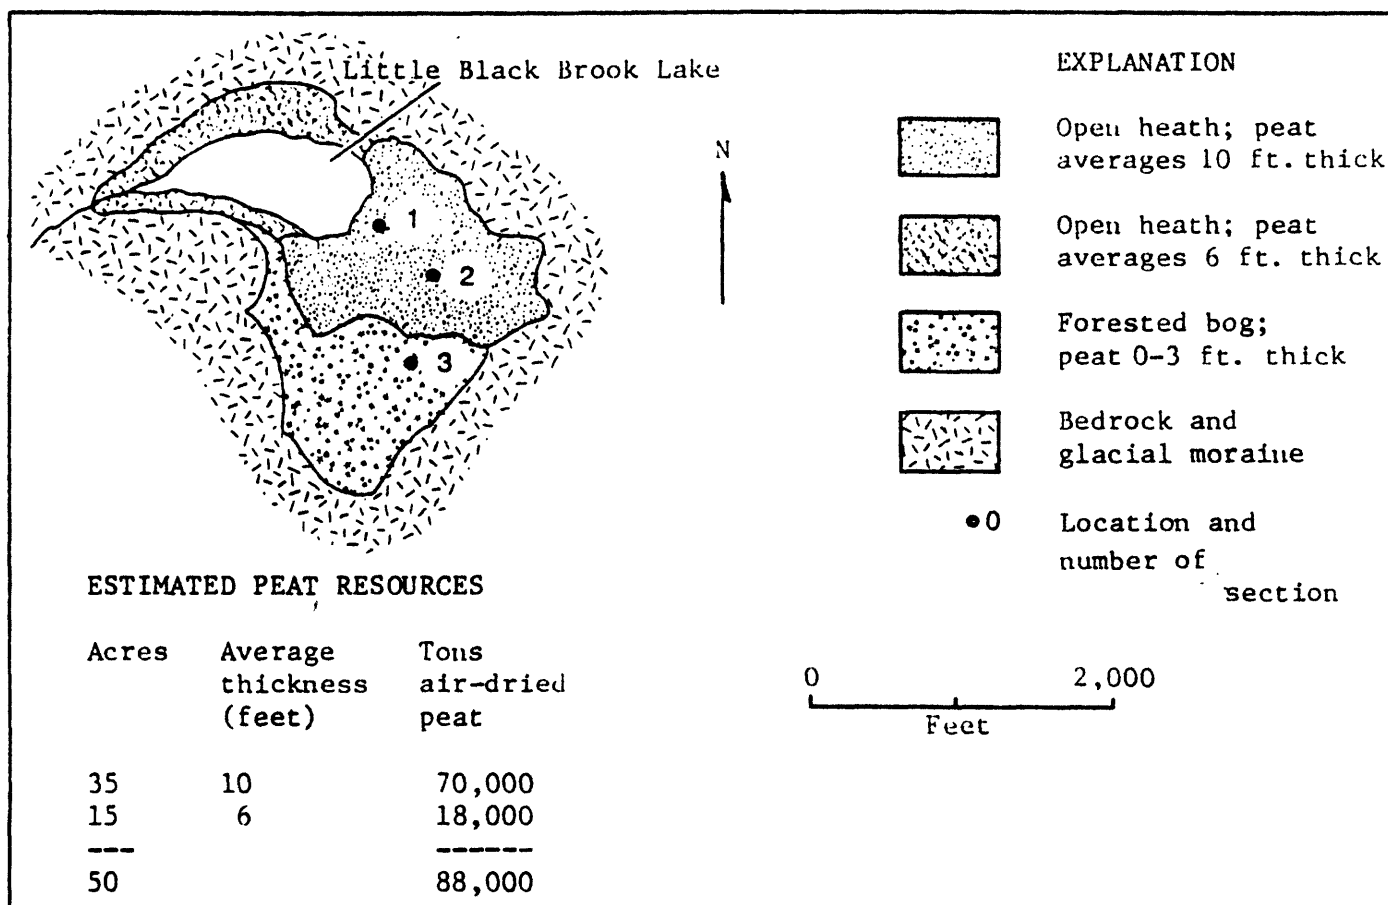 Little Black Brook Lake
1
2
3
N
EXPLANATION
Open heath; peat
averages 10 ft. thick
Open heath; peat
averages 6 ft. thick
Forested bog;
peat 0-3 ft. thick
Bedrock and
glacial moraine
0 Location and
number of
section
0 2,000
Feet
ESTIMATED PEAT RESOURCES
Acres Average Tons
thickness air-dried
(feet) peat
35 10 70,000
15 6 18,000
--- ------
50 88,000